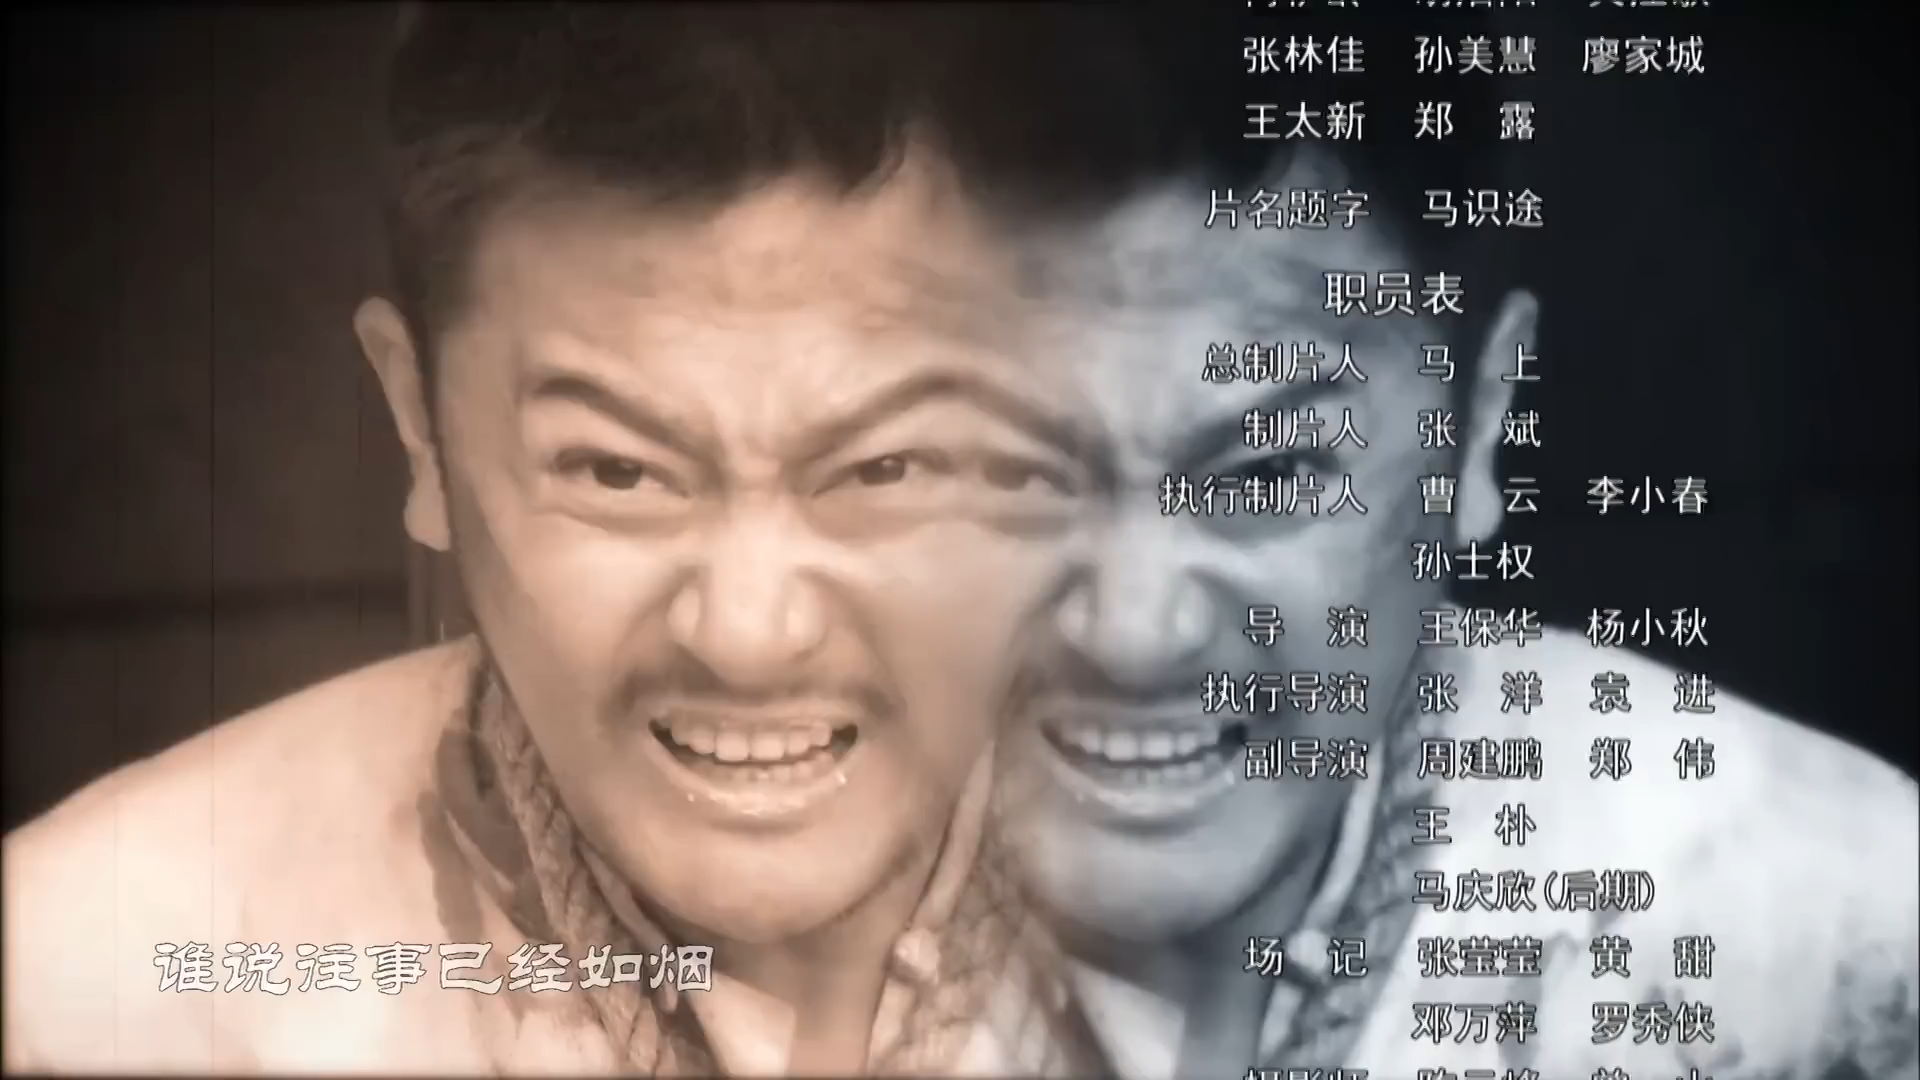 张林佳 孙美慧 廖家城
王太新 郑 露
片名题字 马识途
职员表
总制片人 马 上
制片人 张 斌
执行制片人 曹 云 李小春
孙士权
导 演 王保华 杨小秋
执行导演 张 洋 袁 进
副导演 周建鹏 郑 伟
王 朴
马庆欣(后期)
场 记 张莹莹 黄 甜
邓万萍 罗秀侠
谁说往事已经如烟